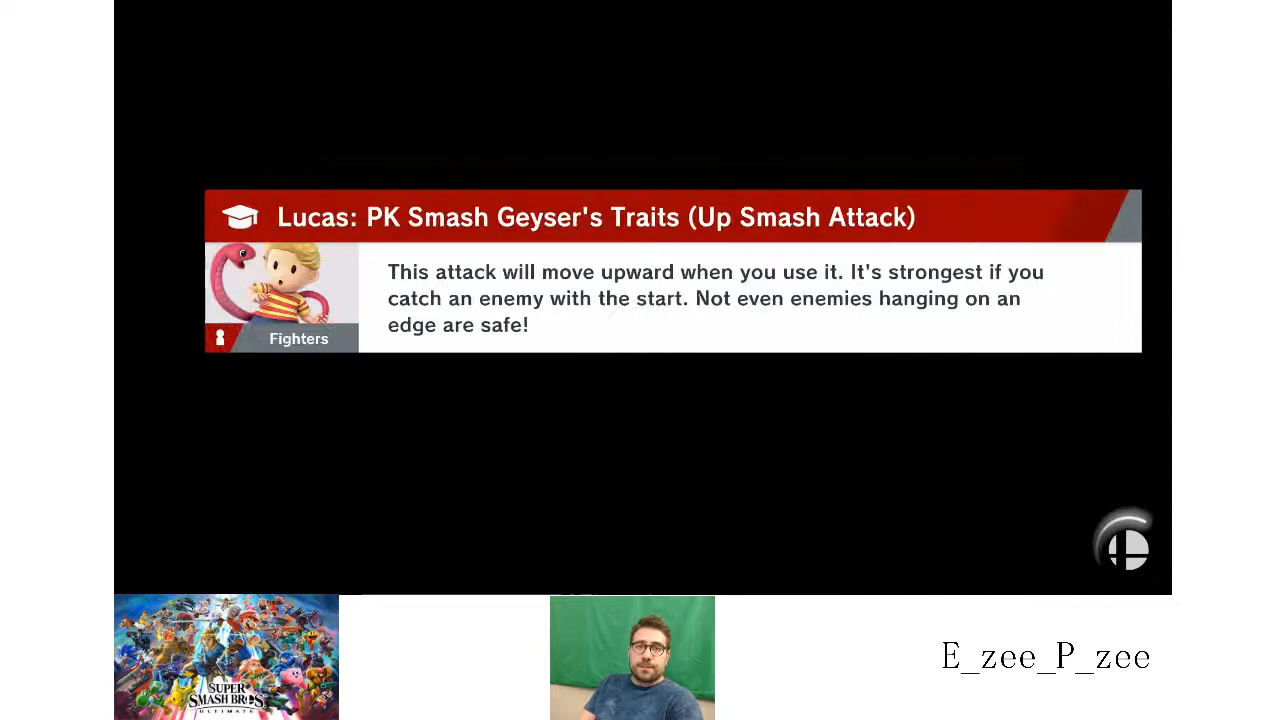 Lucas: PK Smash Geyser's Traits (Up Smash Attack)
This attack will move upward when you use it. It's strongest if you
catch an enemy with the start. Not even enemies hanging on an
edge are safe!
Fighters
SUPER
SMASH BROS.
ULTIMATE
E_zee_P_zee